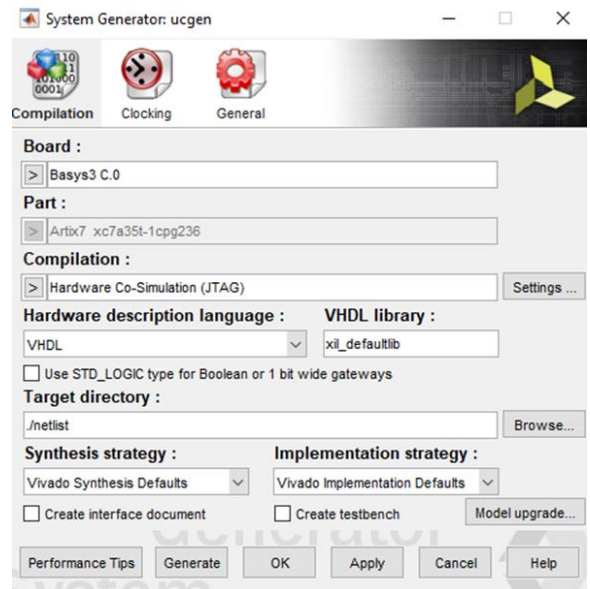 System Generator: ucgen
Compilation Clocking General
Board :
> Basys3 C.0
Part :
> Artix7 xc7a35t-1cpg236
Compilation :
> Hardware Co-Simulation (JTAG) Settings ...
Hardware description language : VHDL library :
VHDL xil_defaultlib
Use STD_LOGIC type for Boolean or 1 bit wide gateways
Target directory :
./netlist Browse...
Synthesis strategy : Implementation strategy :
Vivado Synthesis Defaults Vivado Implementation Defaults
Create interface document Create testbench Model upgrade...
Performance Tips Generate OK Apply Cancel Help